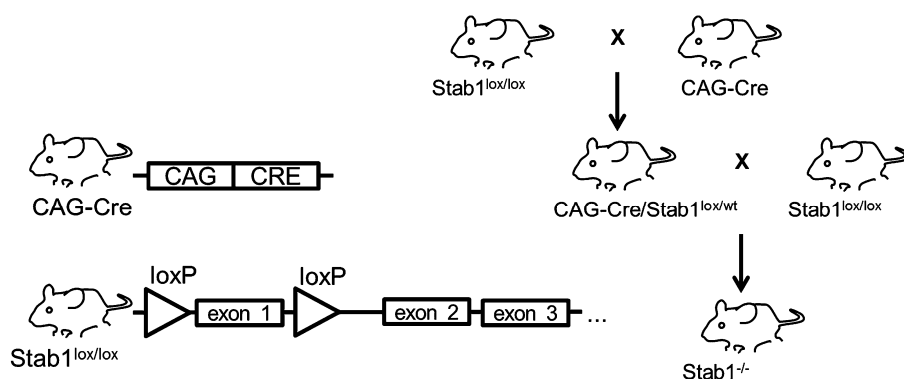 X
Stab1lox/lox
CAG-Cre
CAG CRE
CAG-Cre
X
CAG-Cre/Stab1lox/wt
Stab1lox/lox
loxP loxP
exon 1 exon 2 exon 3 ...
Stab1lox/lox
Stab1-/-